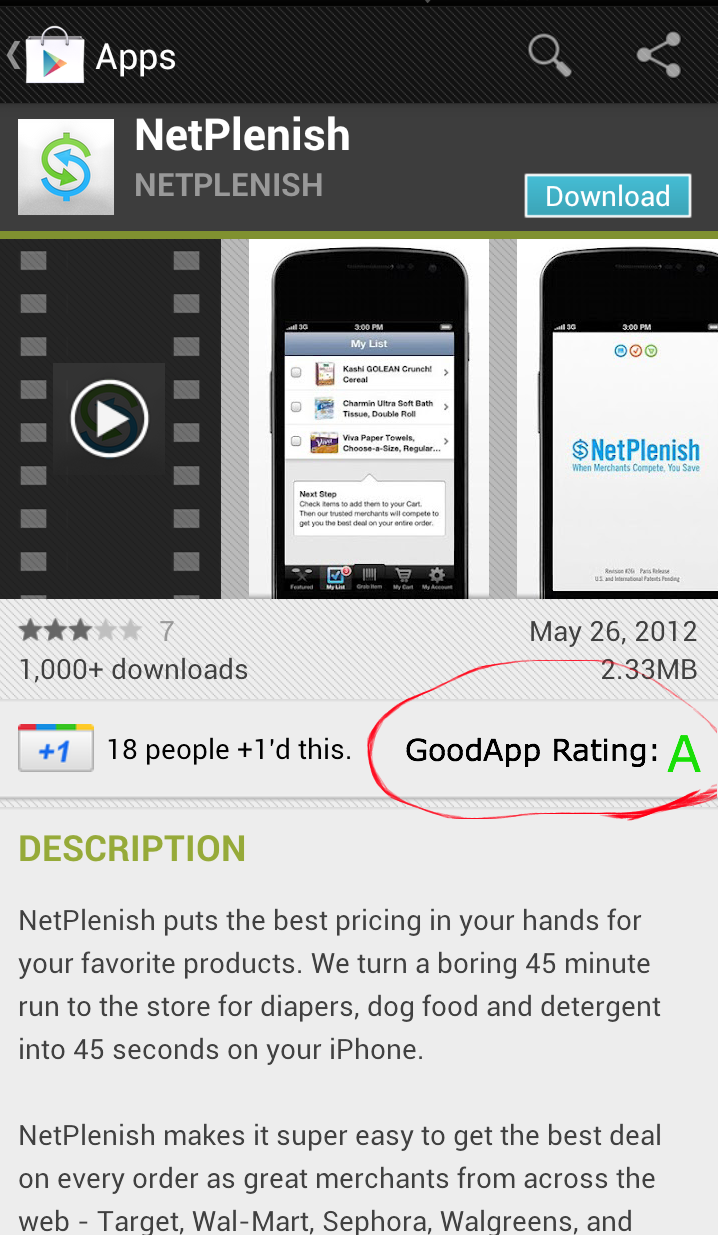 Apps
NetPlenish
NETPLENISH
Download
3G 3:00 PM
My List
Kashi GOLEAN Crunch!
Cereal
Charmin Ultra Soft Bath
Tissue, Double Roll
Viva Paper Towels,
Choose-a-Size, Regular...
Next Step
Check items to add them to your Cart.
Then our trusted merchants will compete to
get you the best deal on your entire order.
Featured My List Grab Item My Cart My Account
3G 3:00 PM
NetPlenish
When Merchants Compete, You Save
Revision #26i Paris Release
U.S. and International Patents Pending
7
May 26, 2012
1,000+ downloads
2.33MB
+1
18 people +1'd this.
GoodApp Rating: A
DESCRIPTION
NetPlenish puts the best pricing in your hands for
your favorite products. We turn a boring 45 minute
run to the store for diapers, dog food and detergent
into 45 seconds on your iPhone.
NetPlenish makes it super easy to get the best deal
on every order as great merchants from across the
web - Target, Wal-Mart, Sephora, Walgreens, and